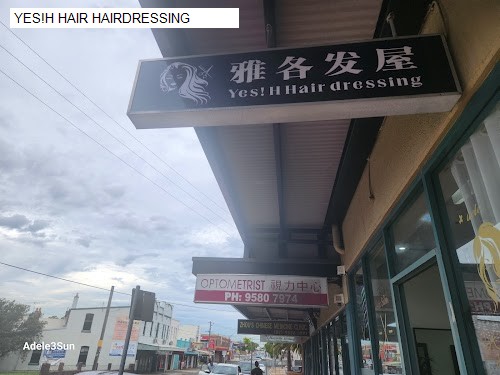 YES!H HAIR HAIRDRESSING
雅各发屋
Yes! H Hair dressing
OPTOMETRIST 視力中心
PH: 9580 7974
Adele3Sun